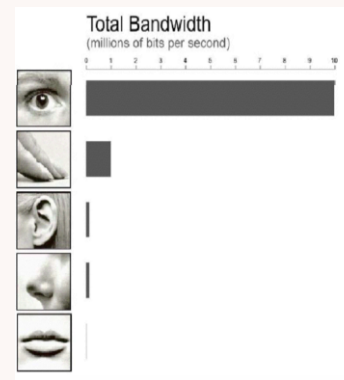 Total Bandwidth
(millions of bits per second)
0 1 2 3 4 5 6 7 8 9 10